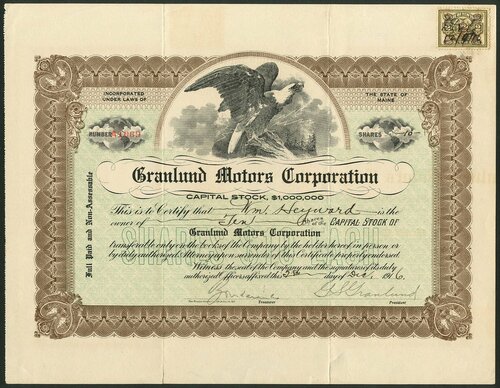 INCORPORATED
UNDER LAWS OF
THE STATE OF
MAINE
NUMBER
SHARES 10
Granlund Motors Corporation
CAPITAL STOCK, $1,000,000
Full Paid and Non-Assessable
This is to Certify that Wm. Heyward is the
owner of Ten CAPITAL STOCK OF
Granlund Motors Corporation
transferable only on the books of the Company by the holder hereof in person or
by duly authorized Attorney upon surrender of this Certificate properly endorsed.
Witness the seal of the Company and the signatures of its duly
authorized officers affixed this day of Dec. 1916
Treasurer
President
SHARES